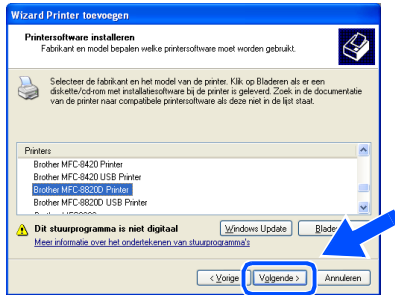 Wizard Printer toevoegen
Printersoftware installeren
Fabrikant en model bepalen welke printersoftware moet worden gebruikt.
Selecteer de fabrikant en het model van de printer. Klik op Bladeren als er een
diskette/cd-rom met installatiesoftware bij de printer is geleverd. Zoek in de documentatie
van de printer naar compatibele printersoftware als deze niet in de lijst staat.
Printers
Brother MFC-8420 Printer
Brother MFC-8420 USB Printer
Brother MFC-8820D Printer
Brother MFC-8820D USB Printer
Dit stuurprogramma is niet digitaal
Windows Update
Meer informatie over het ondertekenen van stuurprogramma's
< Vorige
Volgende >
Annuleren